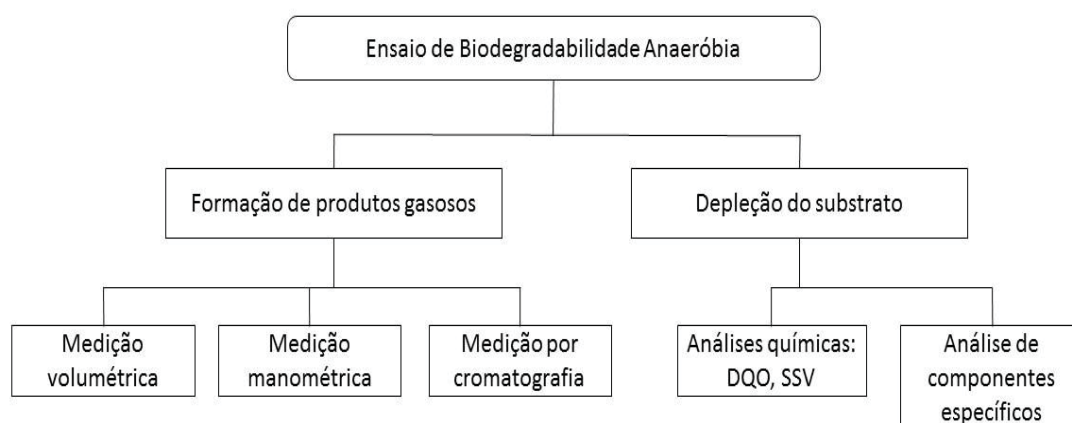 Ensaio de Biodegradabilidade Anaeróbia
Formação de produtos gasosos
Depleção do substrato
Medição
volumétrica
Medição
manométrica
Medição por
cromatografia
Análises químicas:
DQO, SSV
Análise de
componentes
específicos